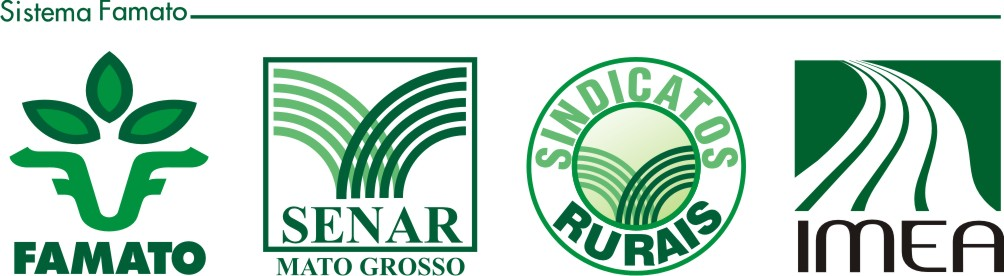 Sistema Famato
FAMATO
SENAR
MATO GROSSO
SINDICATOS
RURAIS
IMEA